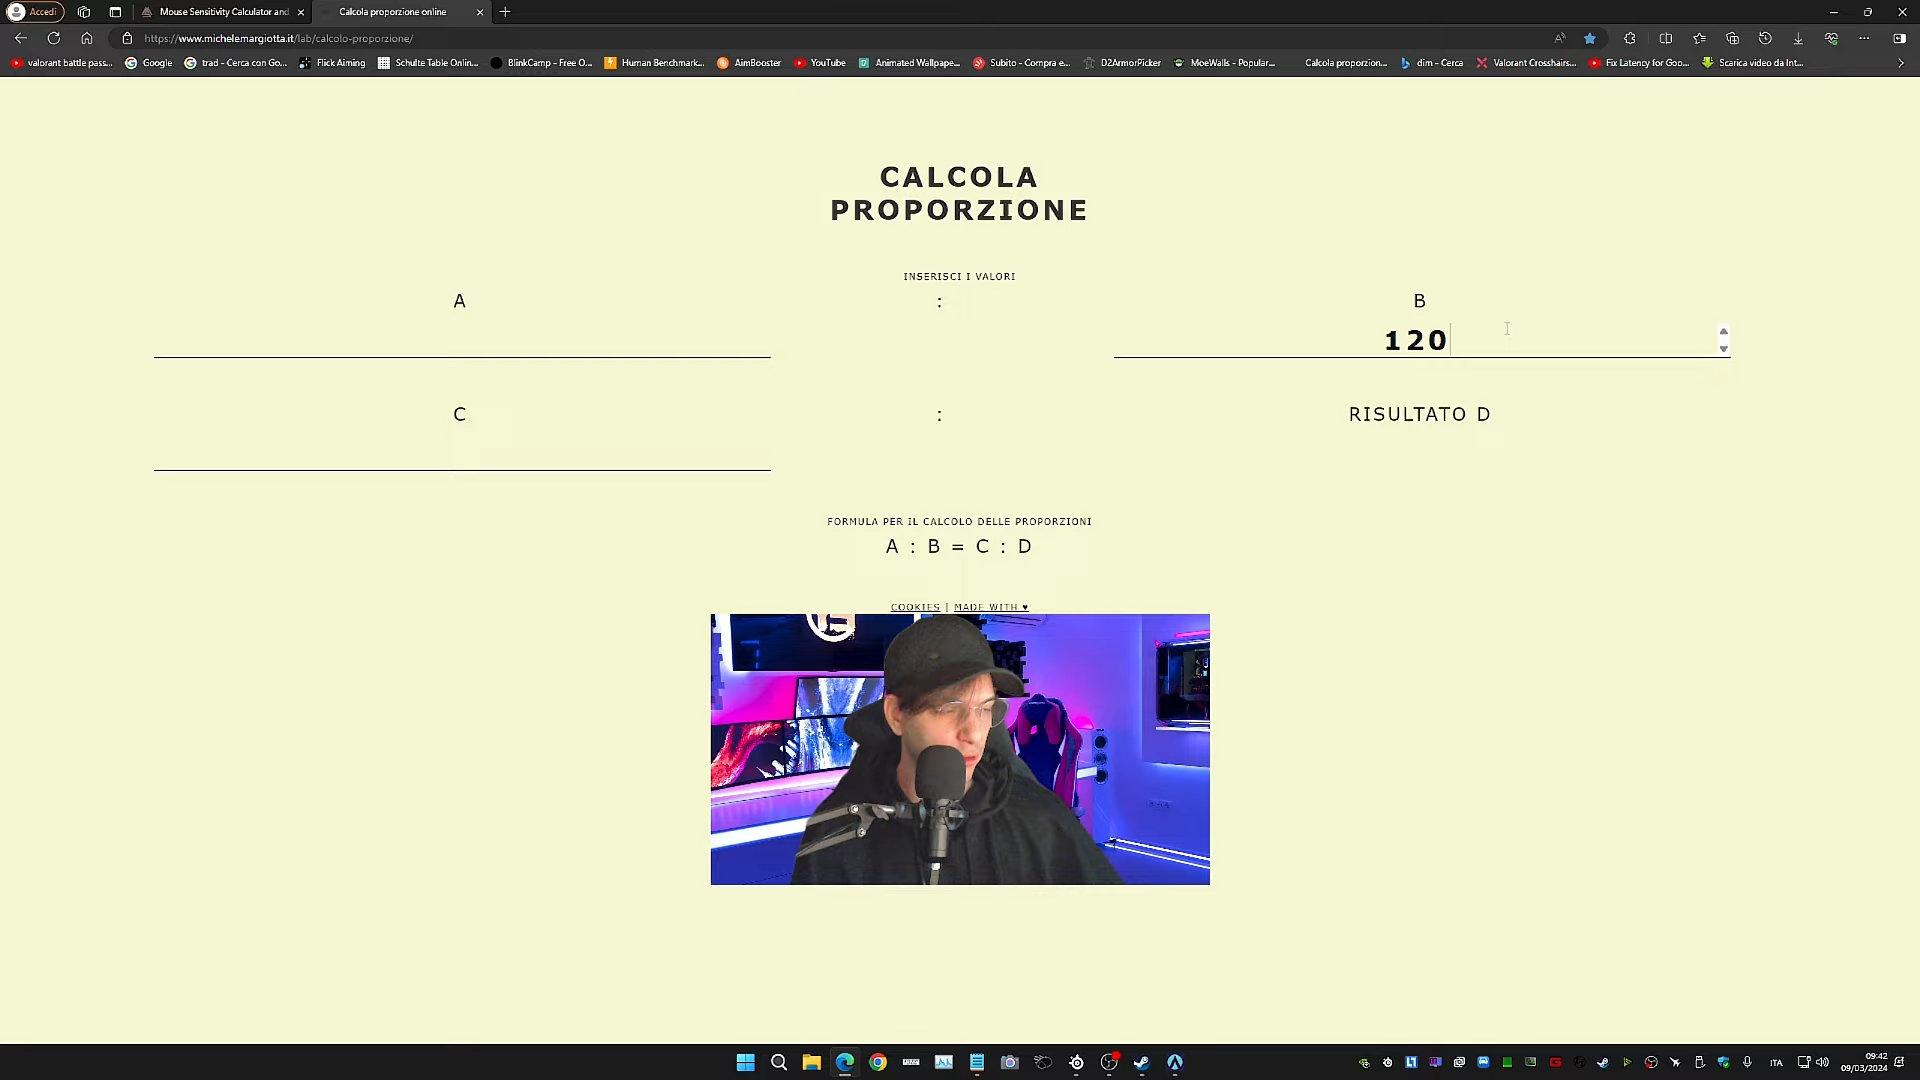 Accedi
Mouse Sensitivity Calculator and
Calcola proporzione online
https://www.michelemargiotta.it/lab/calcolo-proporzione/
valorant battle pass...
Google
trad - Cerca con Go...
Flick Aiming
Schulte Table Onlin...
BlinkCamp - Free O...
Human Benchmark...
AimBooster
YouTube
Animated Wallpape...
Subito - Compra e...
D2ArmorPicker
MoeWalls - Popular...
Calcola proporzion...
dim - Cerca
Valorant Crosshairs...
Fix Latency for Goo...
Scarica video da Int...
CALCOLA
PROPORZIONE
INSERISCI I VALORI
A : B
120
C : RISULTATO D
FORMULA PER IL CALCOLO DELLE PROPORZIONI
A : B = C : D
COOKIES | MADE WITH ♥
ITA
09:42
09/03/2024